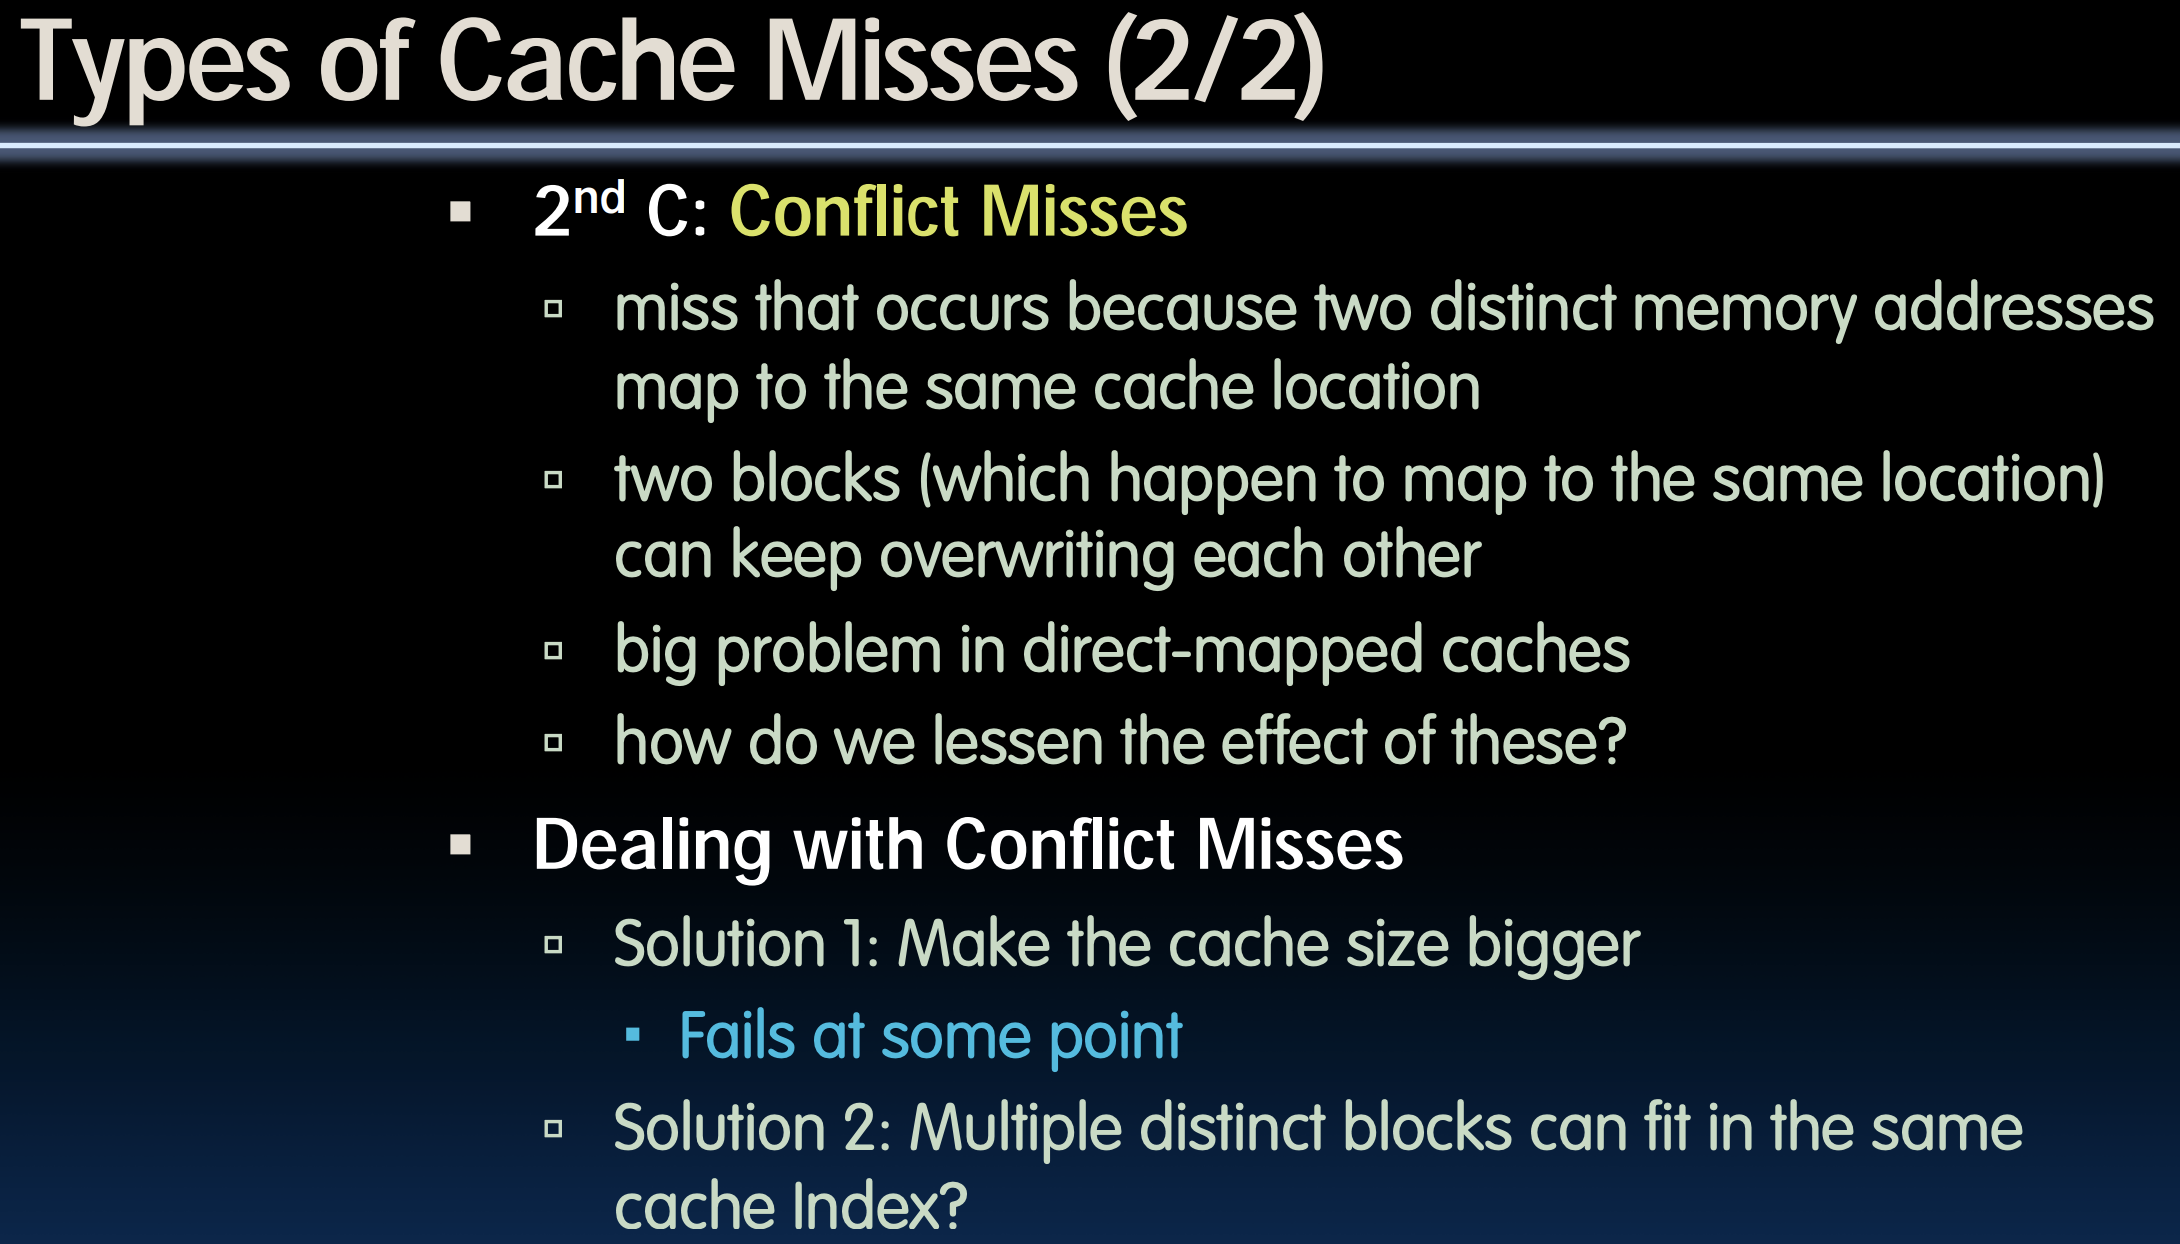 Types of Cache Misses (2/2)
2nd C: Conflict Misses
miss that occurs because two distinct memory addresses
map to the same cache location
two blocks (which happen to map to the same location)
can keep overwriting each other
big problem in direct-mapped caches
how do we lessen the effect of these?
Dealing with Conflict Misses
Solution 1: Make the cache size bigger
Fails at some point
Solution 2: Multiple distinct blocks can fit in the same
cache Index?